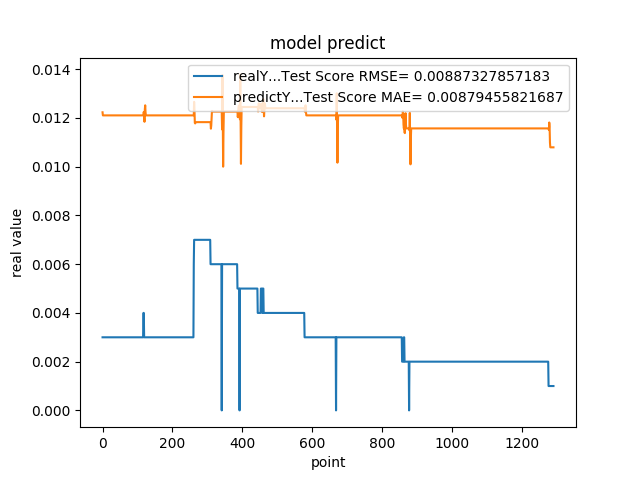 model predict
realY...Test Score RMSE= 0.00887327857183
predictY...Test Score MAE= 0.00879455821687
0.014
0.012
0.010
0.008
0.006
0.004
0.002
0.000
real value
0 200 400 600 800 1000 1200
point